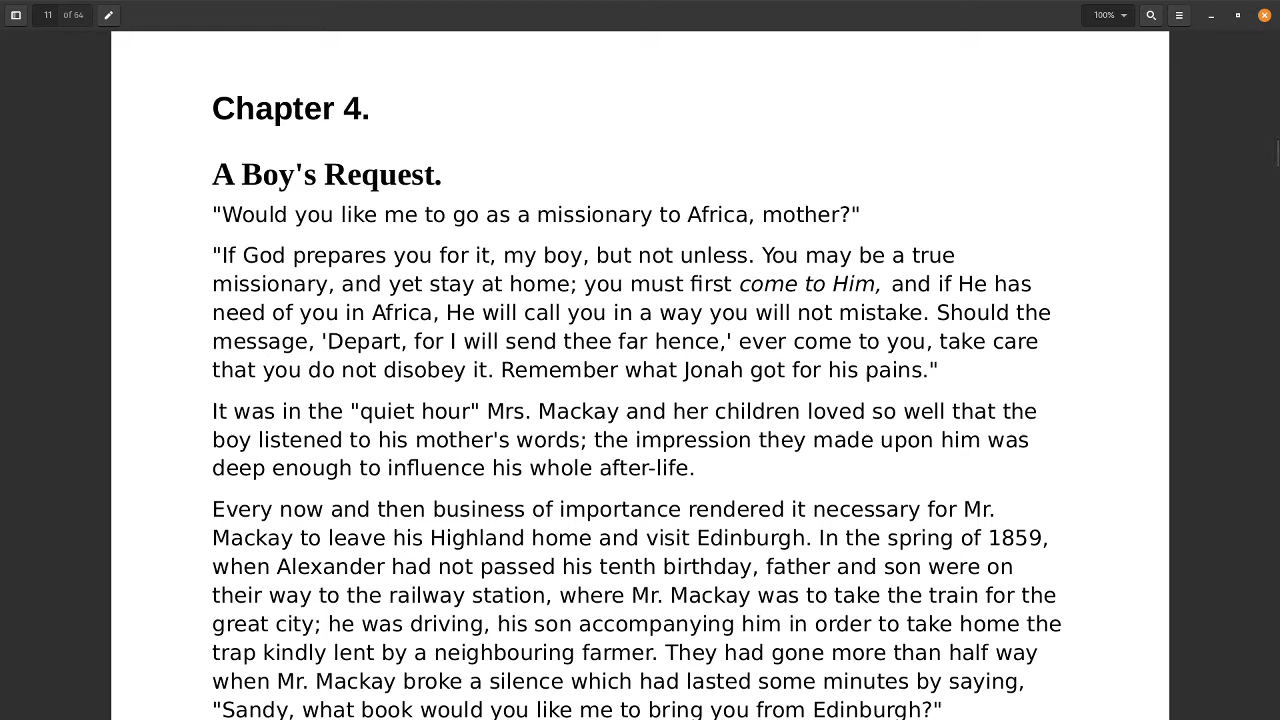 11 of 64
100%
Chapter 4.
A Boy's Request.
"Would you like me to go as a missionary to Africa, mother?"
"If God prepares you for it, my boy, but not unless. You may be a true
missionary, and yet stay at home; you must first come to Him, and if He has
need of you in Africa, He will call you in a way you will not mistake. Should the
message, 'Depart, for I will send thee far hence,' ever come to you, take care
that you do not disobey it. Remember what Jonah got for his pains."
It was in the "quiet hour" Mrs. Mackay and her children loved so well that the
boy listened to his mother's words; the impression they made upon him was
deep enough to influence his whole after-life.
Every now and then business of importance rendered it necessary for Mr.
Mackay to leave his Highland home and visit Edinburgh. In the spring of 1859,
when Alexander had not passed his tenth birthday, father and son were on
their way to the railway station, where Mr. Mackay was to take the train for the
great city; he was driving, his son accompanying him in order to take home the
trap kindly lent by a neighbouring farmer. They had gone more than half way
when Mr. Mackay broke a silence which had lasted some minutes by saying,
"Sandy, what book would you like me to bring you from Edinburgh?"